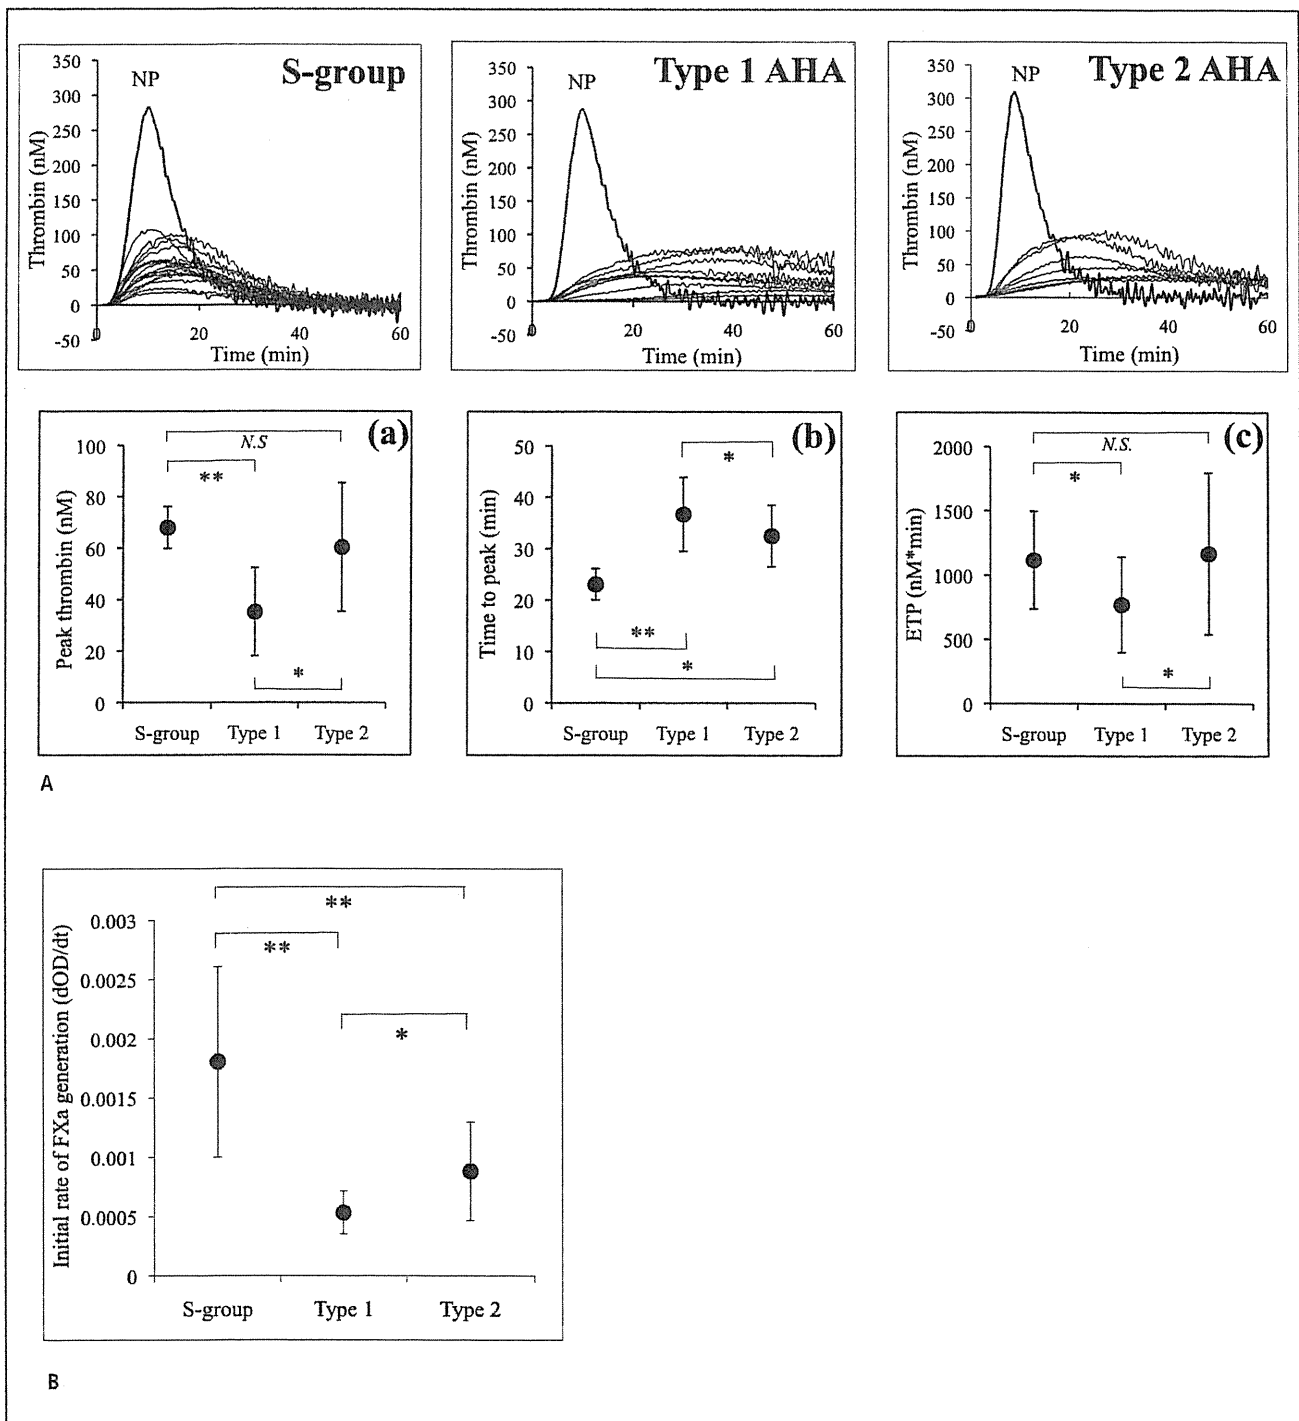 S-group
NP
350
300
250
200
150
100
50
0
-50
0
20
40
60
Thrombin (nM)
Time (min)
Type 1 AHA
NP
350
300
250
200
150
100
50
0
-50
0
20
40
60
Thrombin (nM)
Time (min)
Type 2 AHA
NP
350
300
250
200
150
100
50
0
-50
0
20
40
60
Thrombin (nM)
Time (min)
(a)
N.S
**
*
100
80
60
40
20
0
Peak thrombin (nM)
S-group
Type 1
Type 2
(b)
*
**
*
50
40
30
20
10
0
Time to peak (min)
S-group
Type 1
Type 2
(c)
N.S.
*
*
2000
1500
1000
500
0
ETP (nM*min)
S-group
Type 1
Type 2
A
**
**
*
0.003
0.0025
0.002
0.0015
0.001
0.0005
0
Initial rate of FXa generation (dOD/dt)
S-group
Type 1
Type 2
B